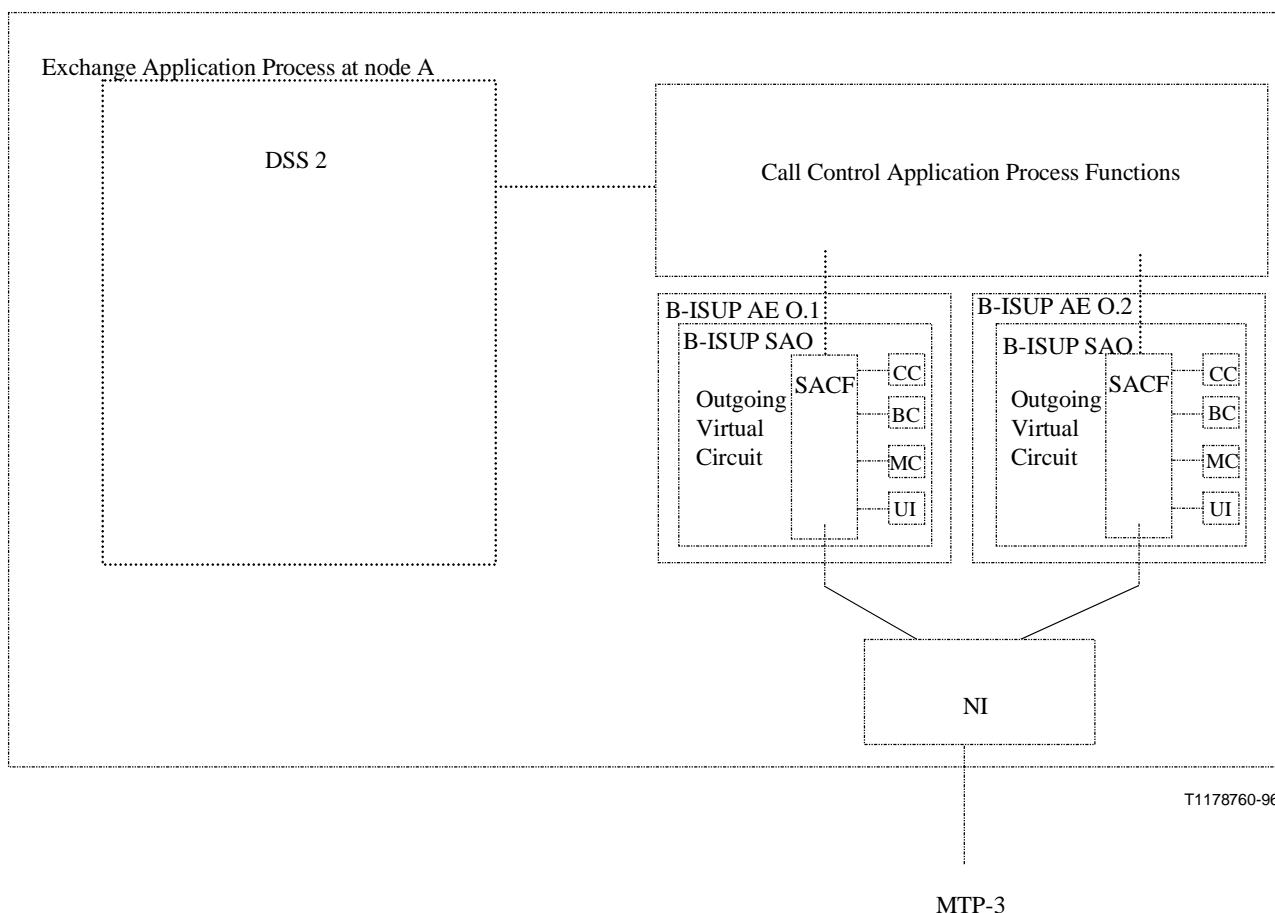 Exchange Application Process at node A
DSS 2
Call Control Application Process Functions
B-ISUP AE O.1
B-ISUP SAO
SACF
Outgoing
Virtual
Circuit
CC
BC
MC
UI
B-ISUP AE O.2
B-ISUP SAO
SACF
Outgoing
Virtual
Circuit
CC
BC
MC
UI
NI
T1178760-96
MTP-3